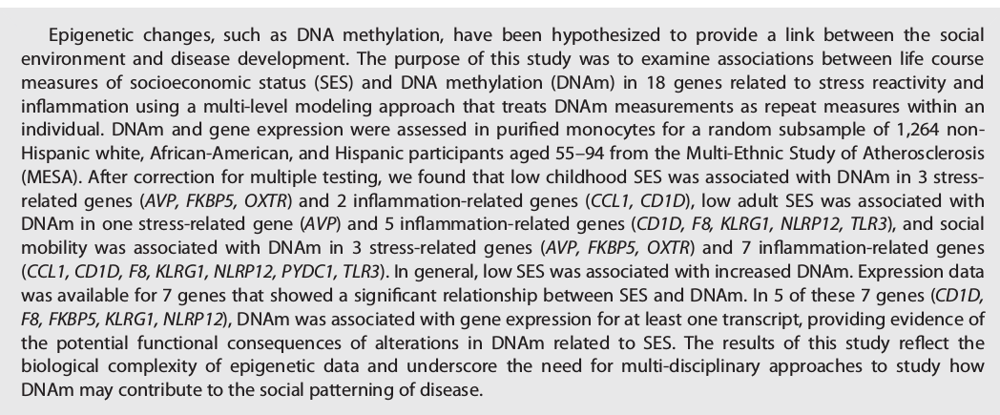 Epigenetic changes, such as DNA methylation, have been hypothesized to provide a link between the social
environment and disease development. The purpose of this study was to examine associations between life course
measures of socioeconomic status (SES) and DNA methylation (DNAm) in 18 genes related to stress reactivity and
inflammation using a multi-level modeling approach that treats DNAm measurements as repeat measures within an
individual. DNAm and gene expression were assessed in purified monocytes for a random subsample of 1,264 non-
Hispanic white, African-American, and Hispanic participants aged 55–94 from the Multi-Ethnic Study of Atherosclerosis
(MESA). After correction for multiple testing, we found that low childhood SES was associated with DNAm in 3 stress-
related genes (AVP, FKBP5, OXTR) and 2 inflammation-related genes (CCL1, CD1D), low adult SES was associated with
DNAm in one stress-related gene (AVP) and 5 inflammation-related genes (CD1D, F8, KLRG1, NLRP12, TLR3), and social
mobility was associated with DNAm in 3 stress-related genes (AVP, FKBP5, OXTR) and 7 inflammation-related genes
(CCL1, CD1D, F8, KLRG1, NLRP12, PYDC1, TLR3). In general, low SES was associated with increased DNAm. Expression data
was available for 7 genes that showed a significant relationship between SES and DNAm. In 5 of these 7 genes (CD1D,
F8, FKBP5, KLRG1, NLRP12), DNAm was associated with gene expression for at least one transcript, providing evidence of
the potential functional consequences of alterations in DNAm related to SES. The results of this study reflect the
biological complexity of epigenetic data and underscore the need for multi-disciplinary approaches to study how
DNAm may contribute to the social patterning of disease.